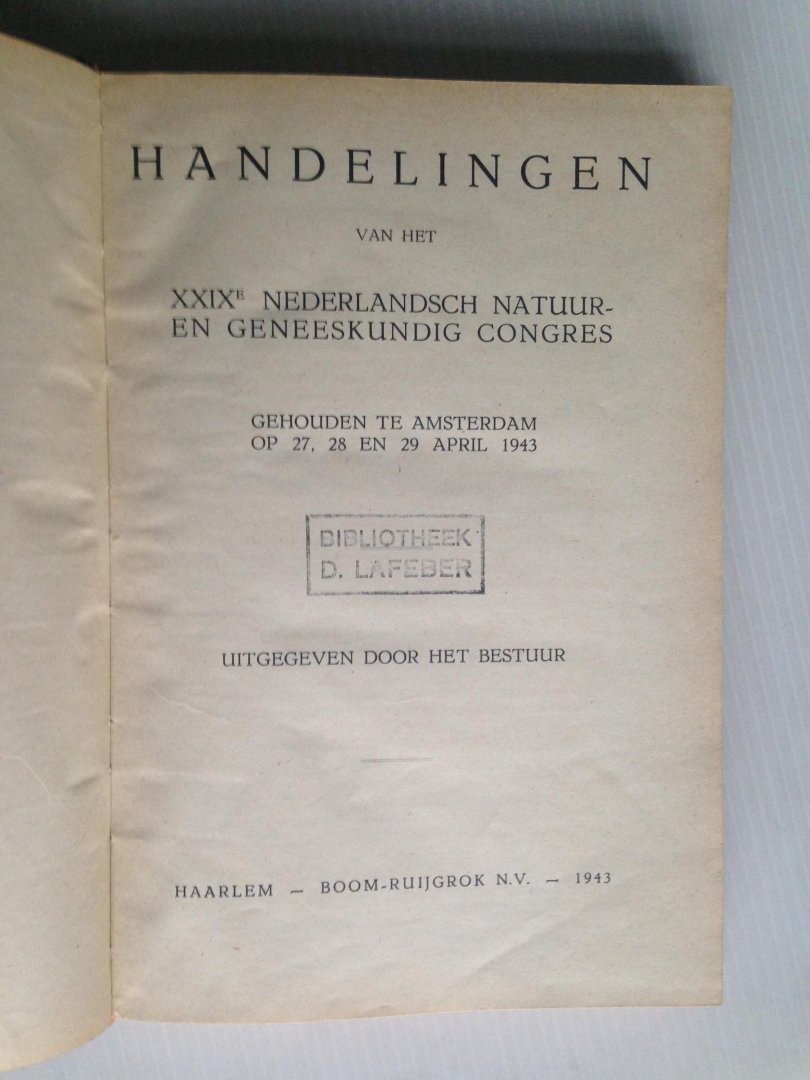 HANDELINGEN
VAN HET
XXIXE NEDERLANDSCH NATUUR-
EN GENEESKUNDIG CONGRES
GEHOUDEN TE AMSTERDAM
OP 27, 28 EN 29 APRIL 1943
BIBLIOTHEEK
D. LAFEBER
UITGEGEVEN DOOR HET BESTUUR
HAARLEM — BOOM-RUIJGROK N.V. — 1943